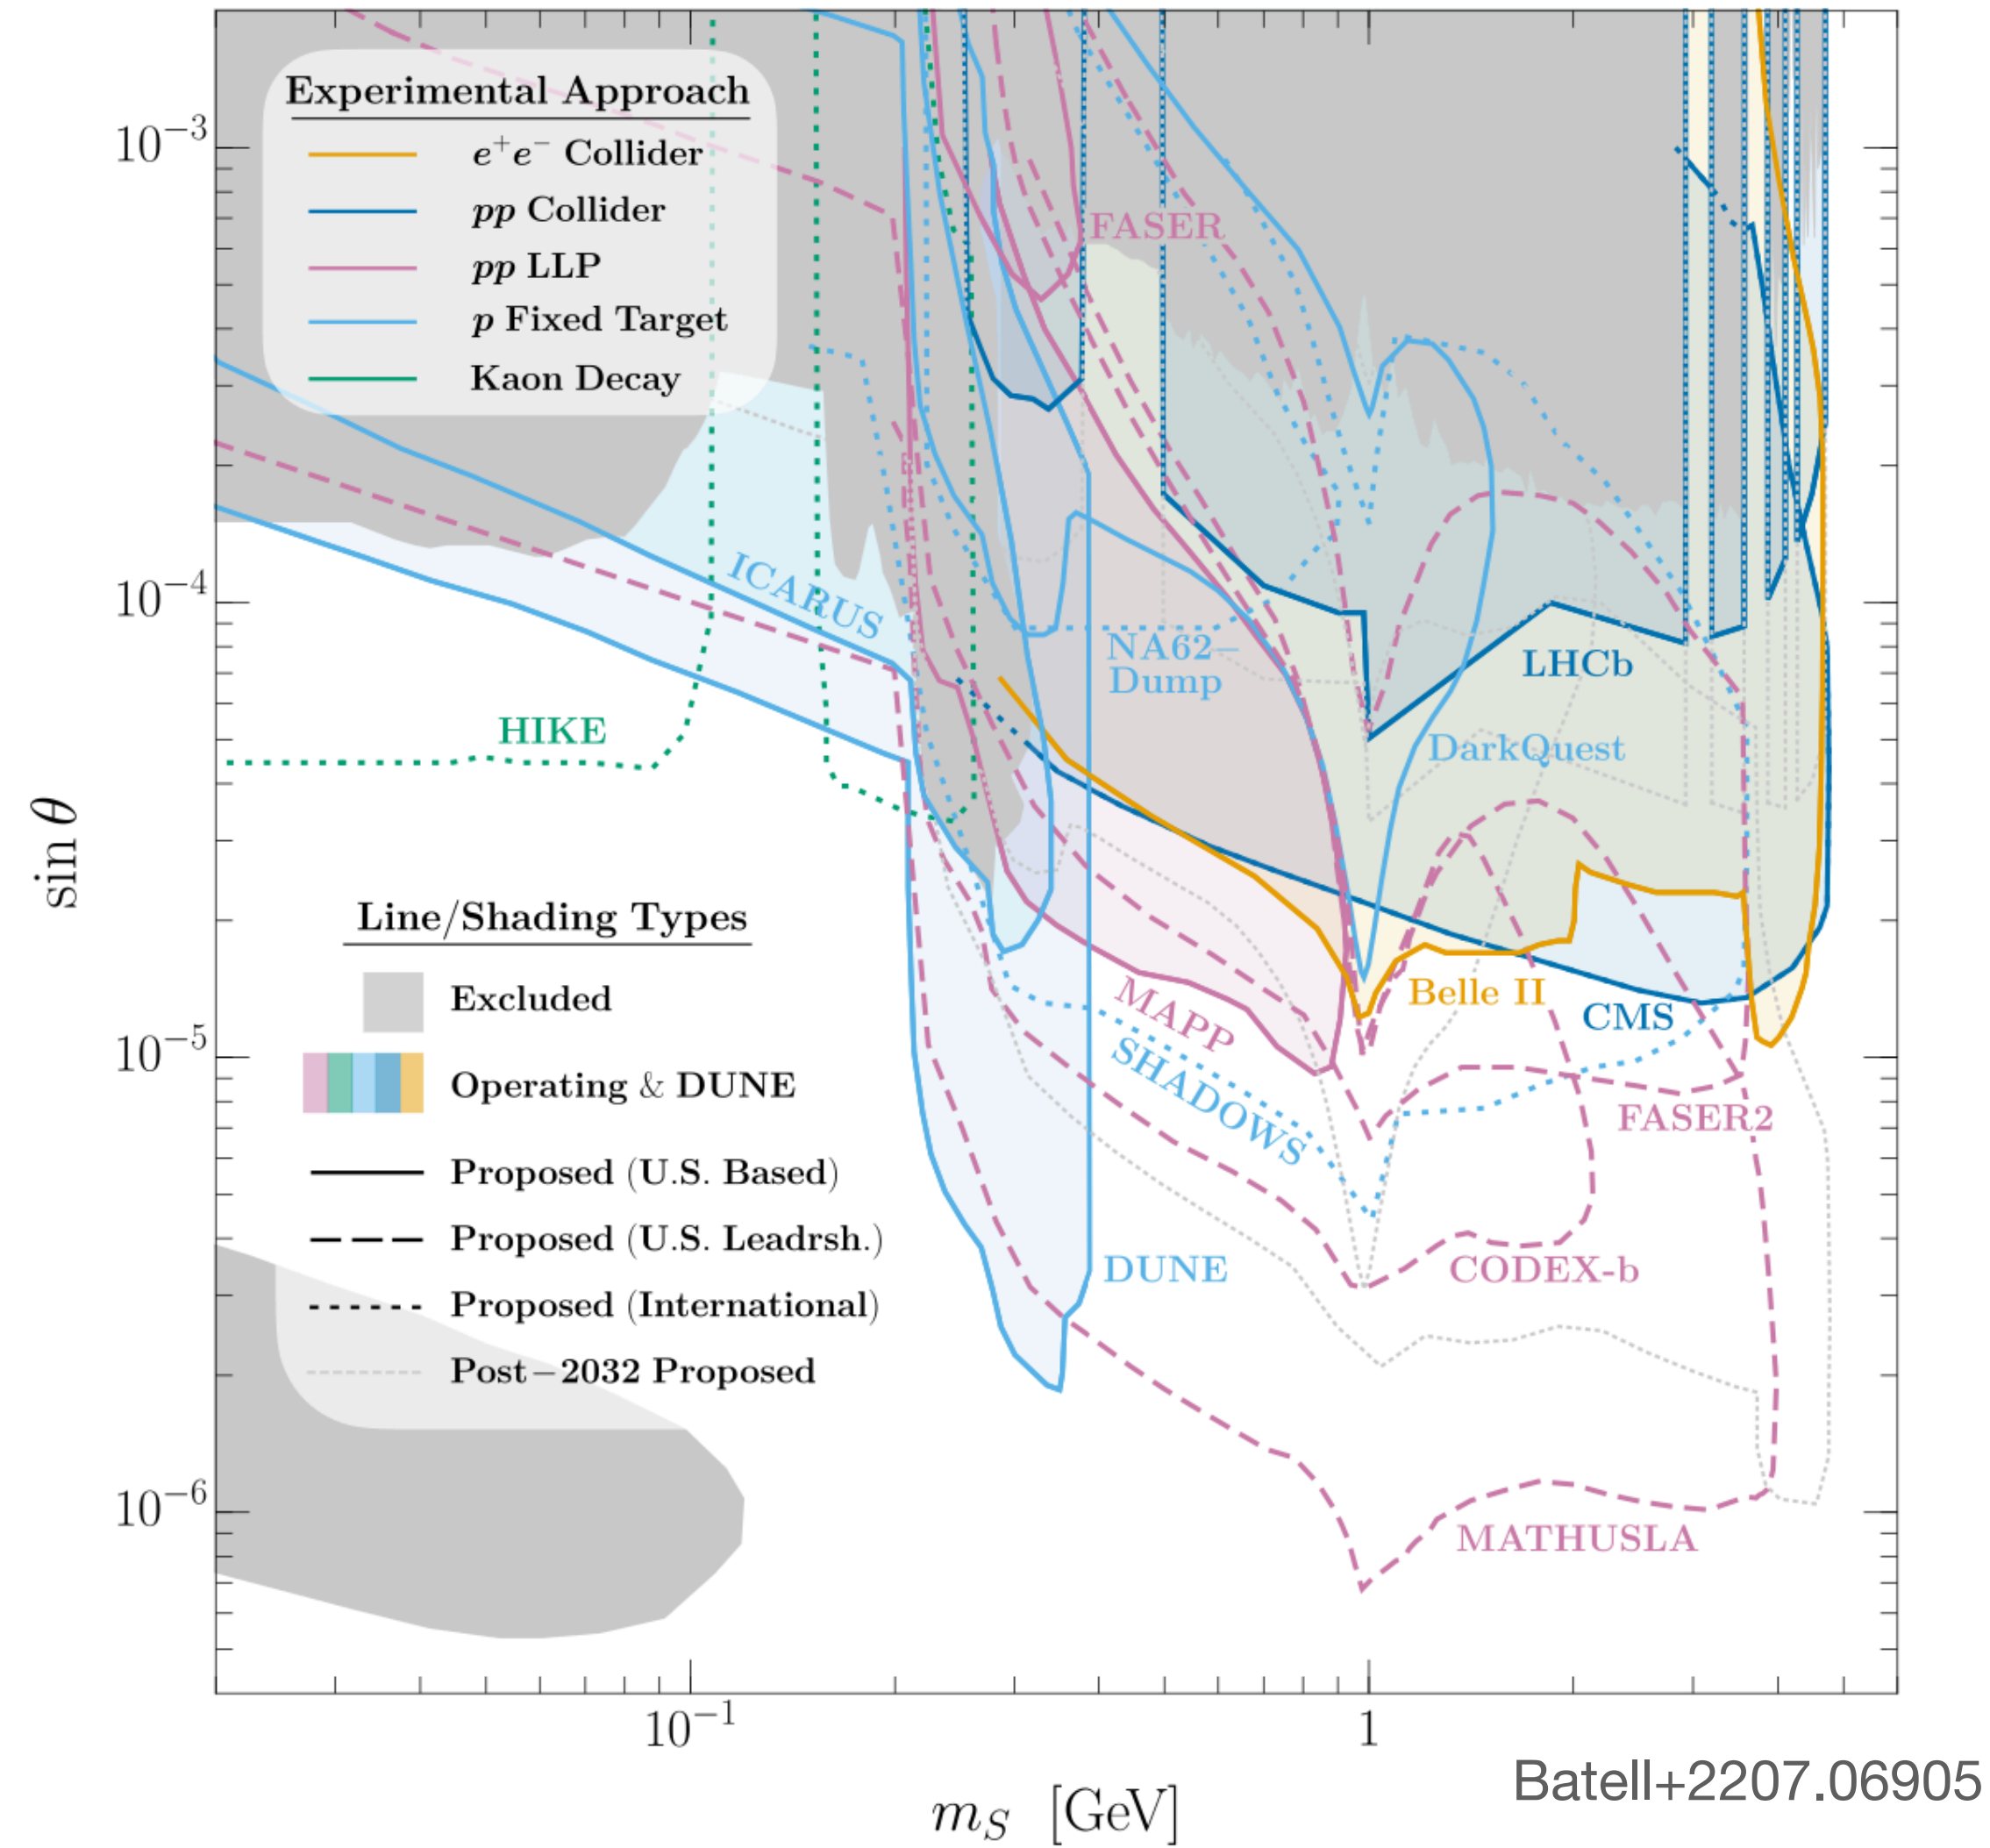 Experimental Approach
e⁺e⁻ Collider
pp Collider
pp LLP
p Fixed Target
Kaon Decay
10⁻³
FASER
10⁻⁴
ICARUS
NA62–
Dump
LHCb
HIKE
DarkQuest
sin θ
Line/Shading Types
Excluded
Operating & DUNE
Proposed (U.S. Based)
Proposed (U.S. Leadrsh.)
Proposed (International)
Post–2032 Proposed
10⁻⁵
Belle II
MAPP
CMS
SHADOWS
FASER2
DUNE
CODEX-b
10⁻⁶
MATHUSLA
10⁻¹
1
m_S [GeV]
Batell+2207.06905